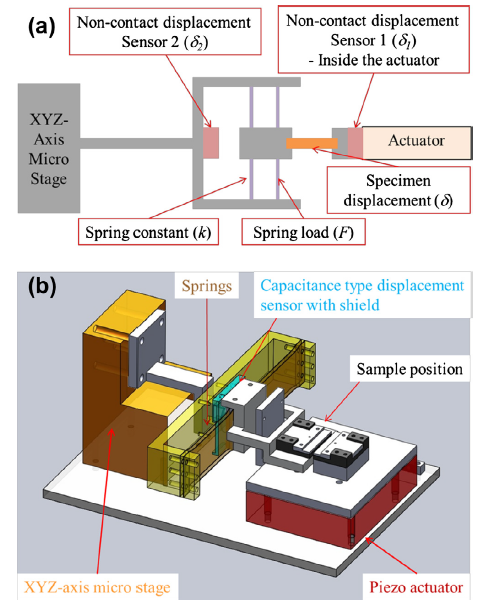 (a)
Non-contact displacement
Sensor 2 (δ2)
Non-contact displacement
Sensor 1 (δ1)
- Inside the actuator
XYZ-
Axis
Micro
Stage
Actuator
Specimen
displacement (δ)
Spring constant (k)
Spring load (F)
(b)
Springs
Capacitance type displacement
sensor with shield
Sample position
XYZ-axis micro stage
Piezo actuator